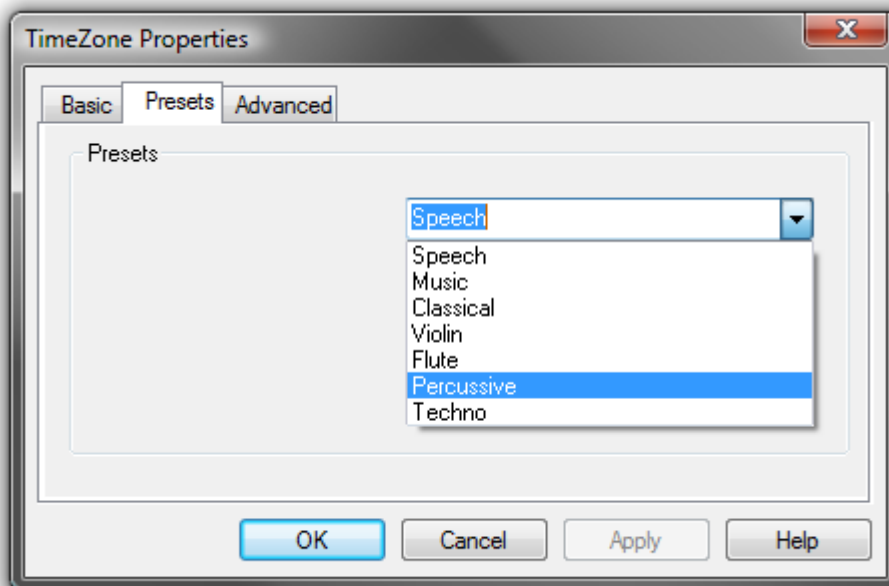 TimeZone Properties
Basic Presets Advanced
Presets
Speech
Speech
Music
Classical
Violin
Flute
Percussive
Techno
OK Cancel Apply Help